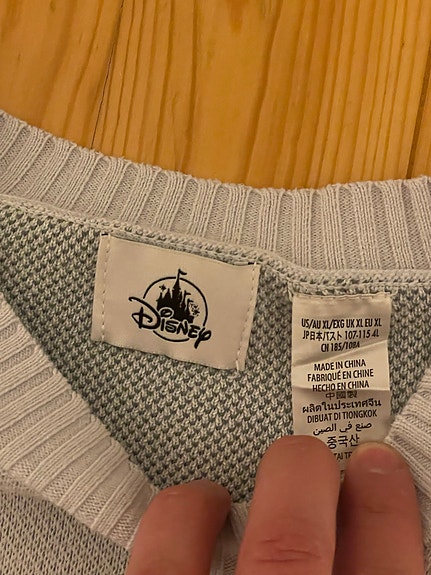 Disney
US/AU XL/EXG UK XL EU XL
JP日本/バスト 107-115 4L
CH 185/108A
MADE IN CHINA
FABRIQUÉ EN CHINE
HECHO EN CHINA
中国製
ผลิตในประเทศจีน
DIBUAT DI TIONGKOK
صنع في الصين
중국산